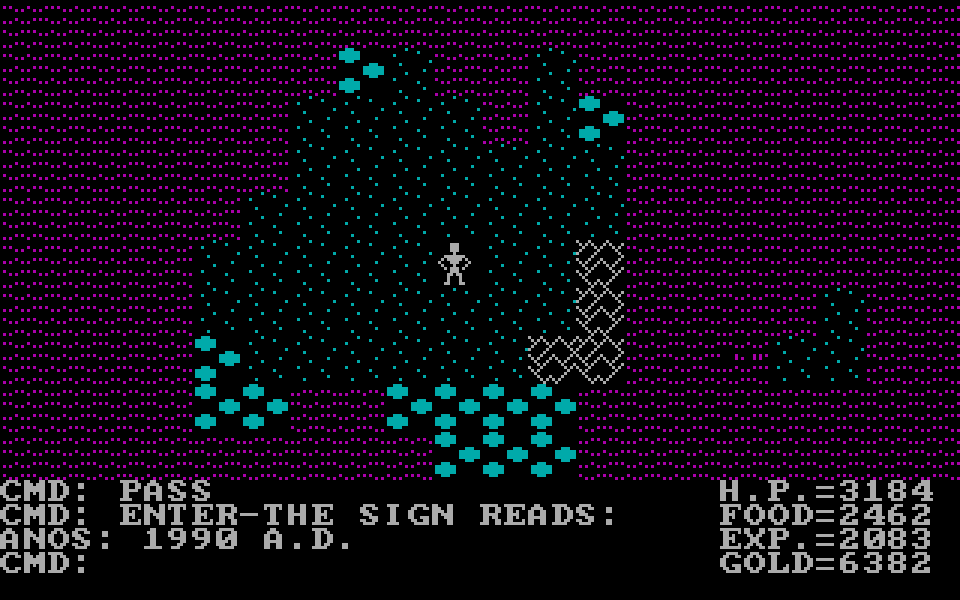 CMD: PASS H.P.=3184
CMD: ENTER-THE SIGN READS: FOOD=2462
ANOS: 1990 A.D. EXP.=2083
CMD: GOLD=6382